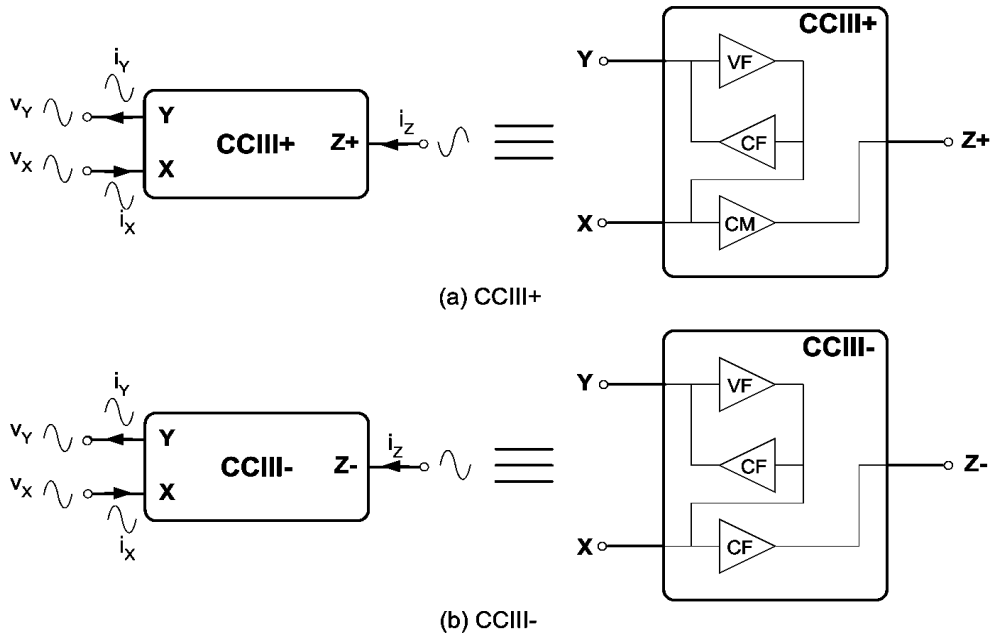 CCIII+
i_Y
v_Y
Y
v_X
X
i_X
CCIII+
Z+
i_Z
Y
VF
CF
X
CM
Z+
(a) CCIII+
CCIII-
i_Y
v_Y
Y
v_X
X
i_X
CCIII-
Z-
i_Z
Y
VF
CF
X
CF
Z-
(b) CCIII-